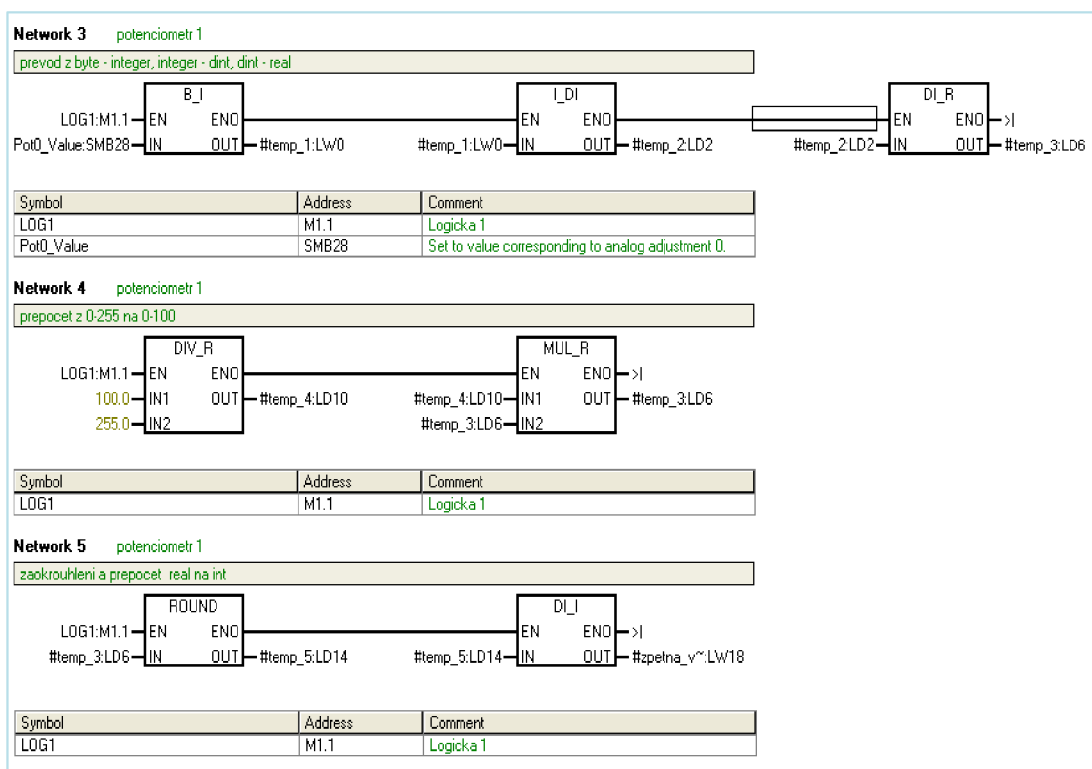 Network 3 potenciometr 1
prevod z byte - integer, integer - dint, dint - real
B_I I_DI DI_R
LOG1:M1.1 EN ENO EN ENO EN ENO
Pot0_Value:SMB28 IN OUT #temp_1:LW0 #temp_1:LW0 IN OUT #temp_2:LD2 #temp_2:LD2 IN OUT #temp_3:LD6
Symbol Address Comment
LOG1 M1.1 Logicka 1
Pot0_Value SMB28 Set to value corresponding to analog adjustment 0.
Network 4 potenciometr 1
prepocet z 0-255 na 0-100
DIV_R MUL_R
LOG1:M1.1 EN ENO EN ENO
100.0 IN1 OUT #temp_4:LD10 #temp_4:LD10 IN1 OUT #temp_3:LD6
255.0 IN2 #temp_3:LD6 IN2
Symbol Address Comment
LOG1 M1.1 Logicka 1
Network 5 potenciometr 1
zaokrouhleni a prepocet real na int
ROUND DI_I
LOG1:M1.1 EN ENO EN ENO
#temp_3:LD6 IN OUT #temp_5:LD14 #temp_5:LD14 IN OUT #zpetna_v~:LW18
Symbol Address Comment
LOG1 M1.1 Logicka 1